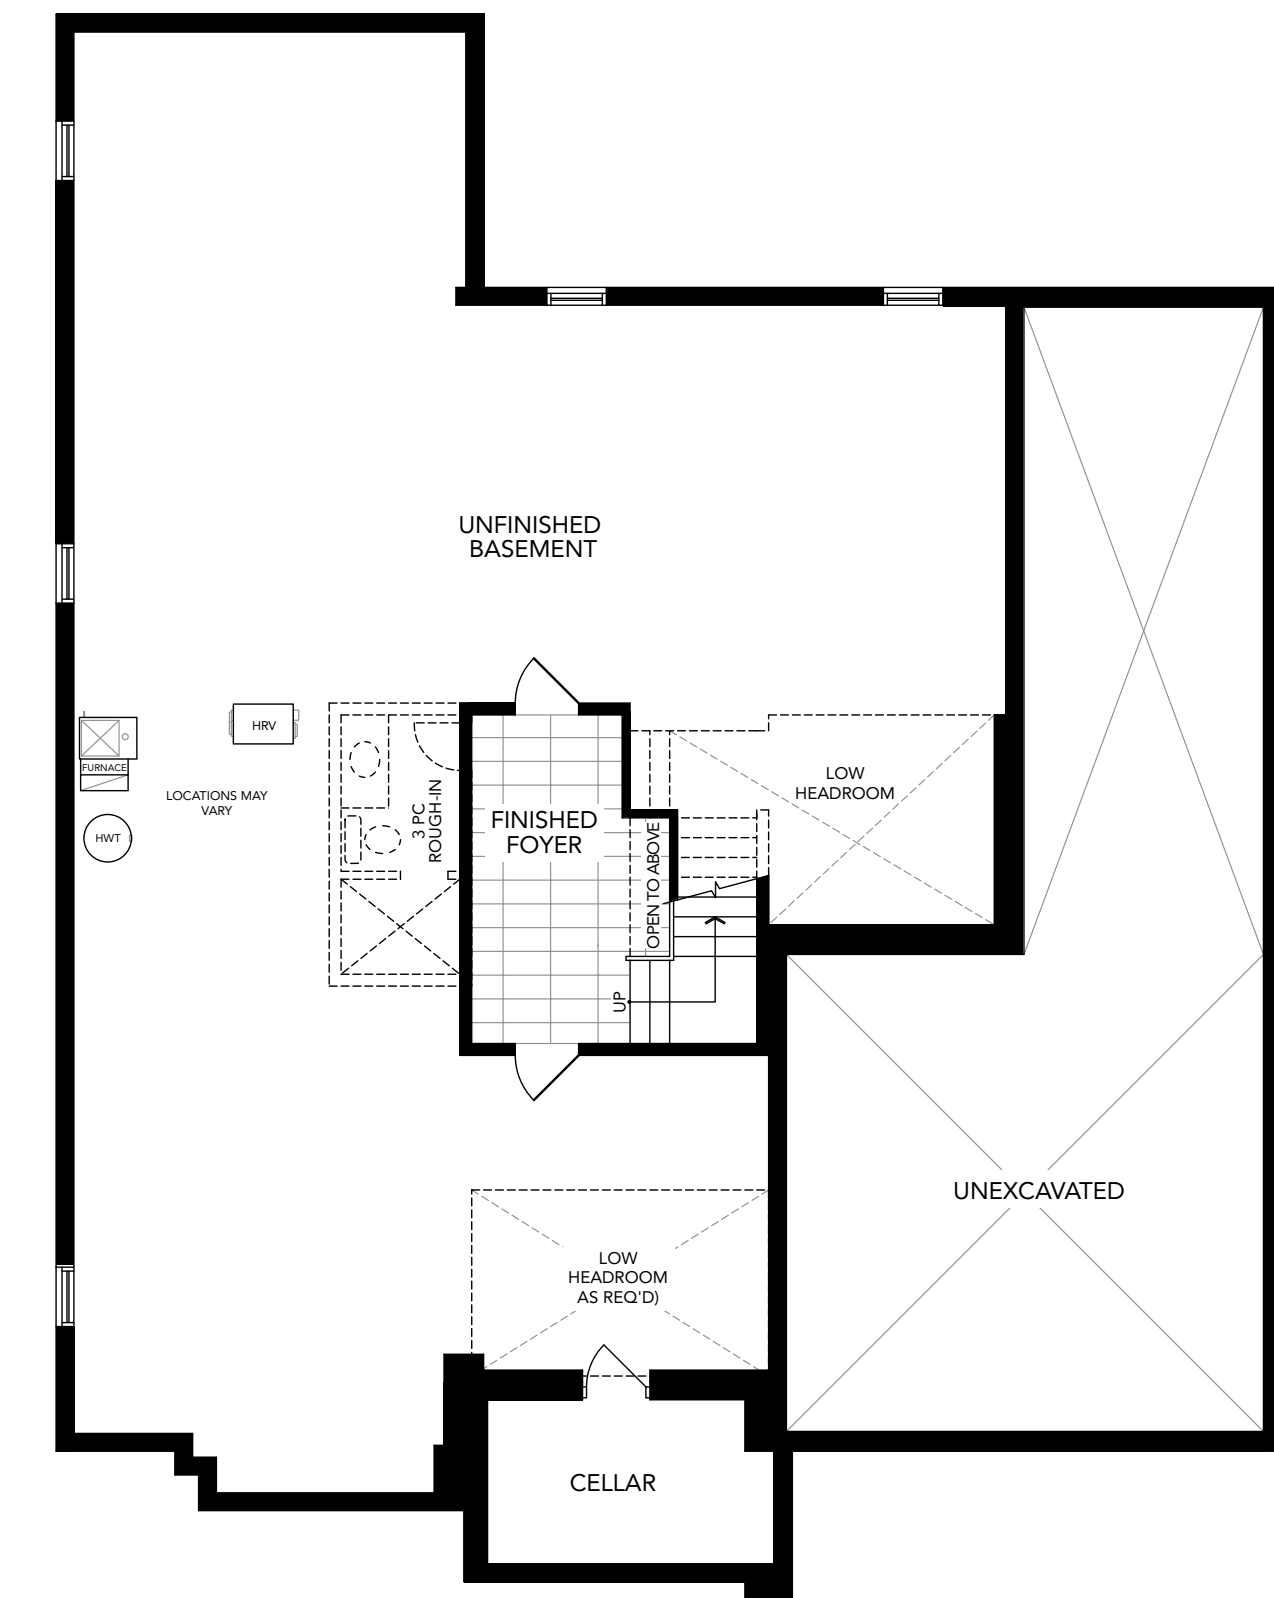 UNFINISHED
BASEMENT
HRV
FURNACE
LOCATIONS MAY
VARY
HWT
3 PC
ROUGH-IN
FINISHED
FOYER
OPEN TO ABOVE
UP
LOW
HEADROOM
UNEXCAVATED
LOW
HEADROOM
AS REQ'D)
CELLAR